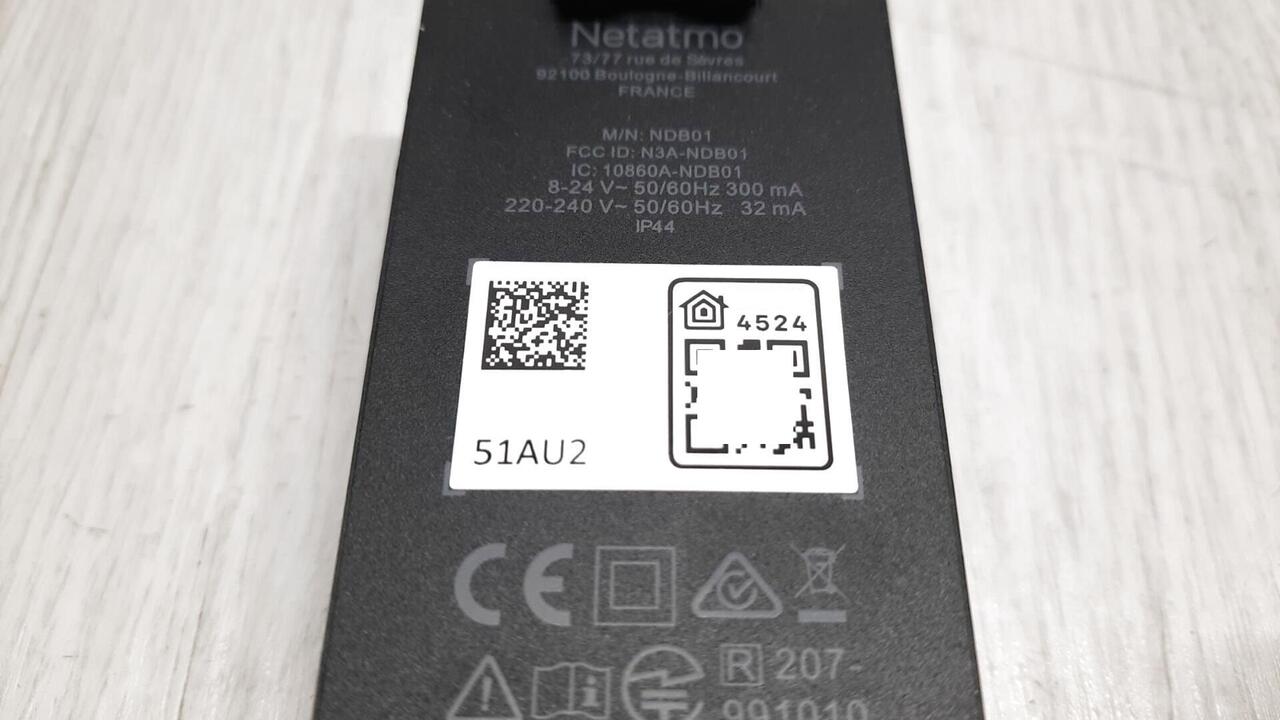 Netatmo
73/77 rue de Sèvres
92100 Boulogne-Billancourt
FRANCE
M/N: NDB01
FCC ID: N3A-NDB01
IC: 10860A-NDB01
8-24 V~ 50/60Hz 300 mA
220-240 V~ 50/60Hz 32 mA
IP44
4524
51AU2
CE
R 207-
991010